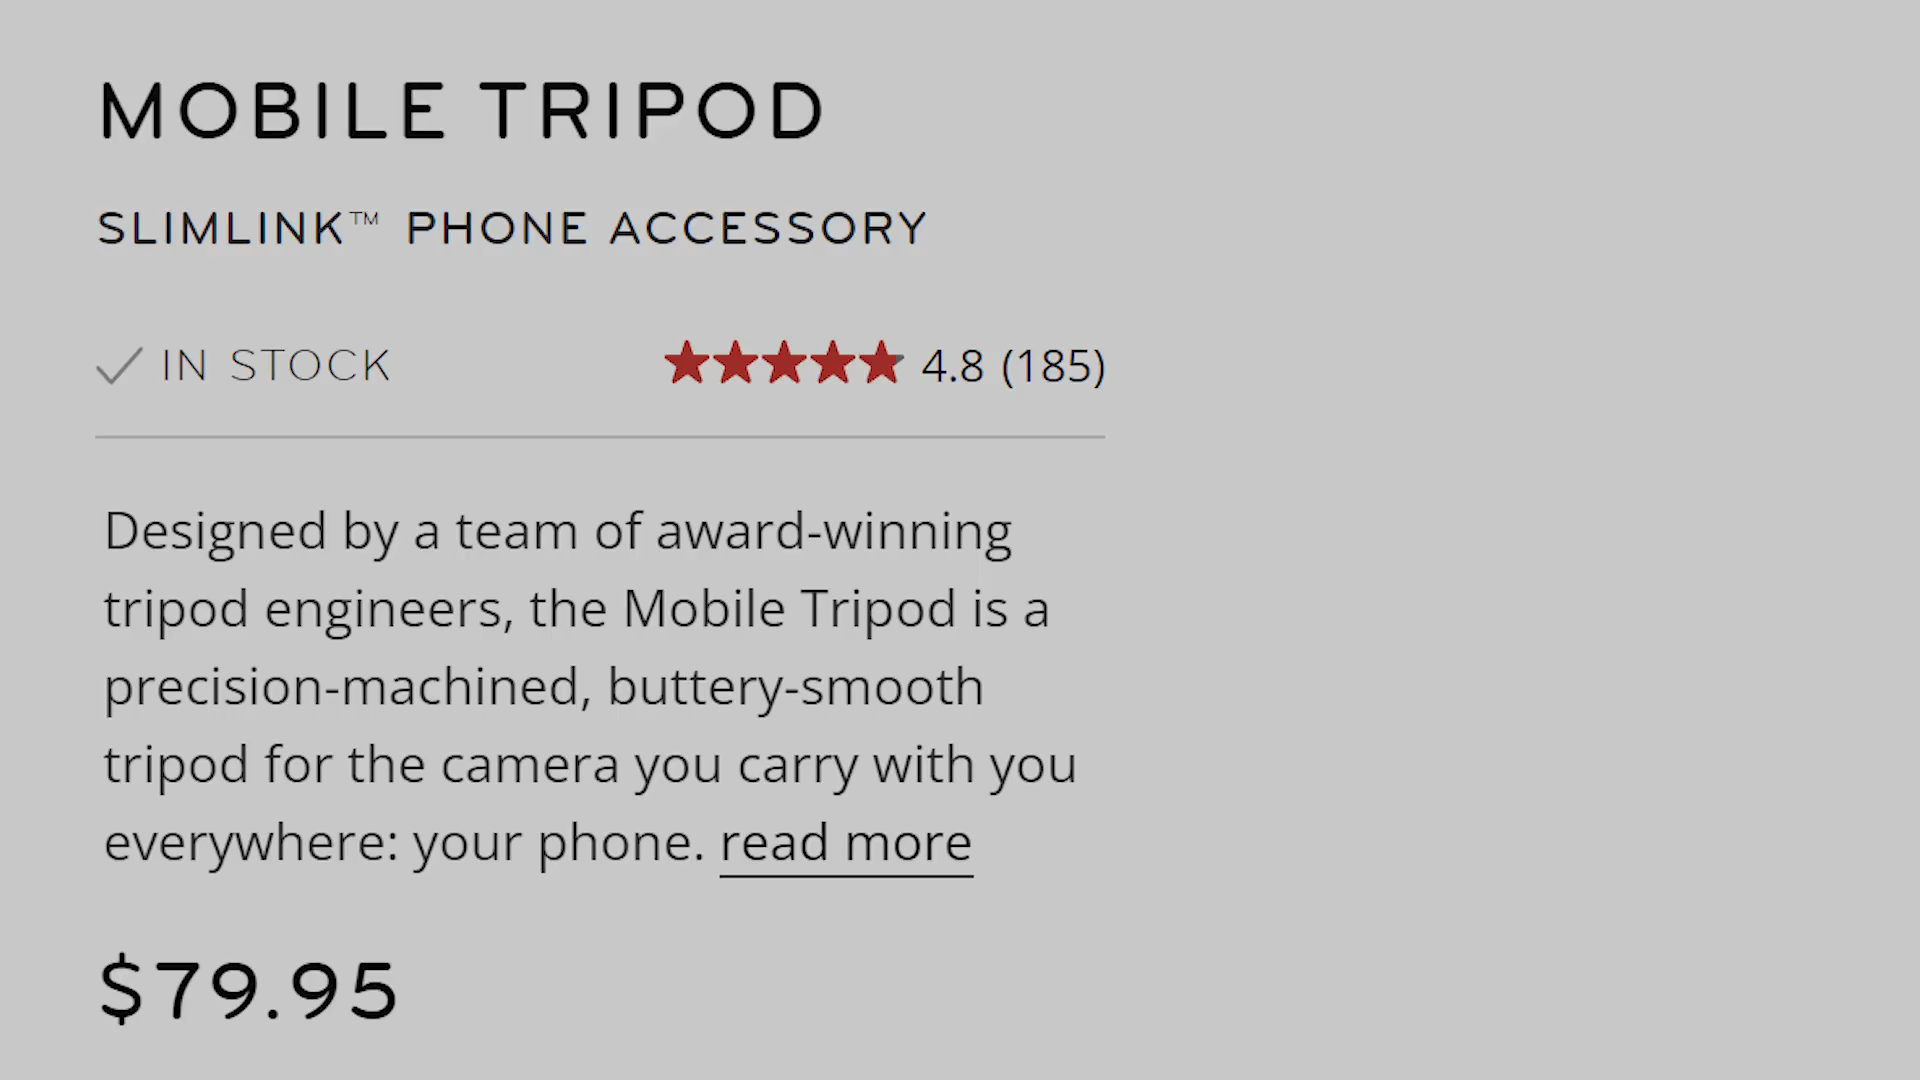 MOBILE TRIPOD
SLIMLINK™ PHONE ACCESSORY
IN STOCK
4.8 (185)
Designed by a team of award-winning
tripod engineers, the Mobile Tripod is a
precision-machined, buttery-smooth
tripod for the camera you carry with you
everywhere: your phone. read more
$79.95